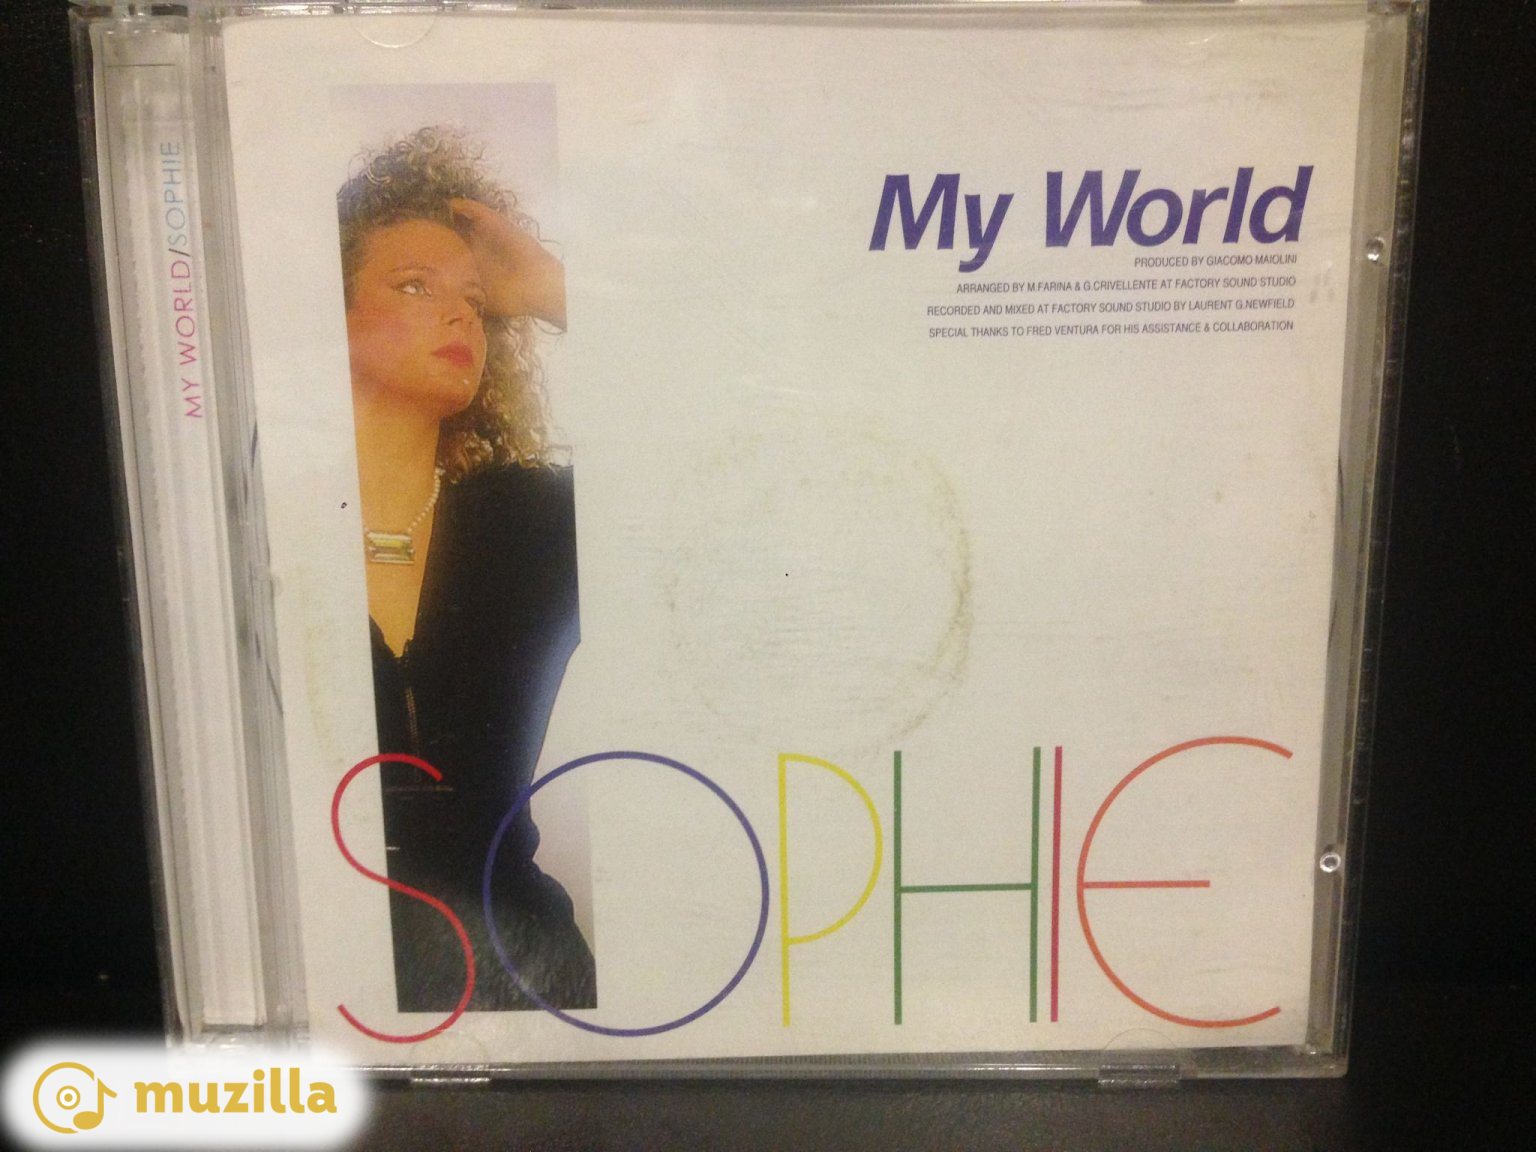 MY WORLD/SOPHIE
My World
PRODUCED BY GIACOMO MAIOLINI
ARRANGED BY M.FARINA & G.CRIVELLENTE AT FACTORY SOUND STUDIO
RECORDED AND MIXED AT FACTORY SOUND STUDIO BY LAURENT G.NEWFIELD
SPECIAL THANKS TO FRED VENTURA FOR HIS ASSISTANCE & COLLABORATION
SOPHIE
muzilla